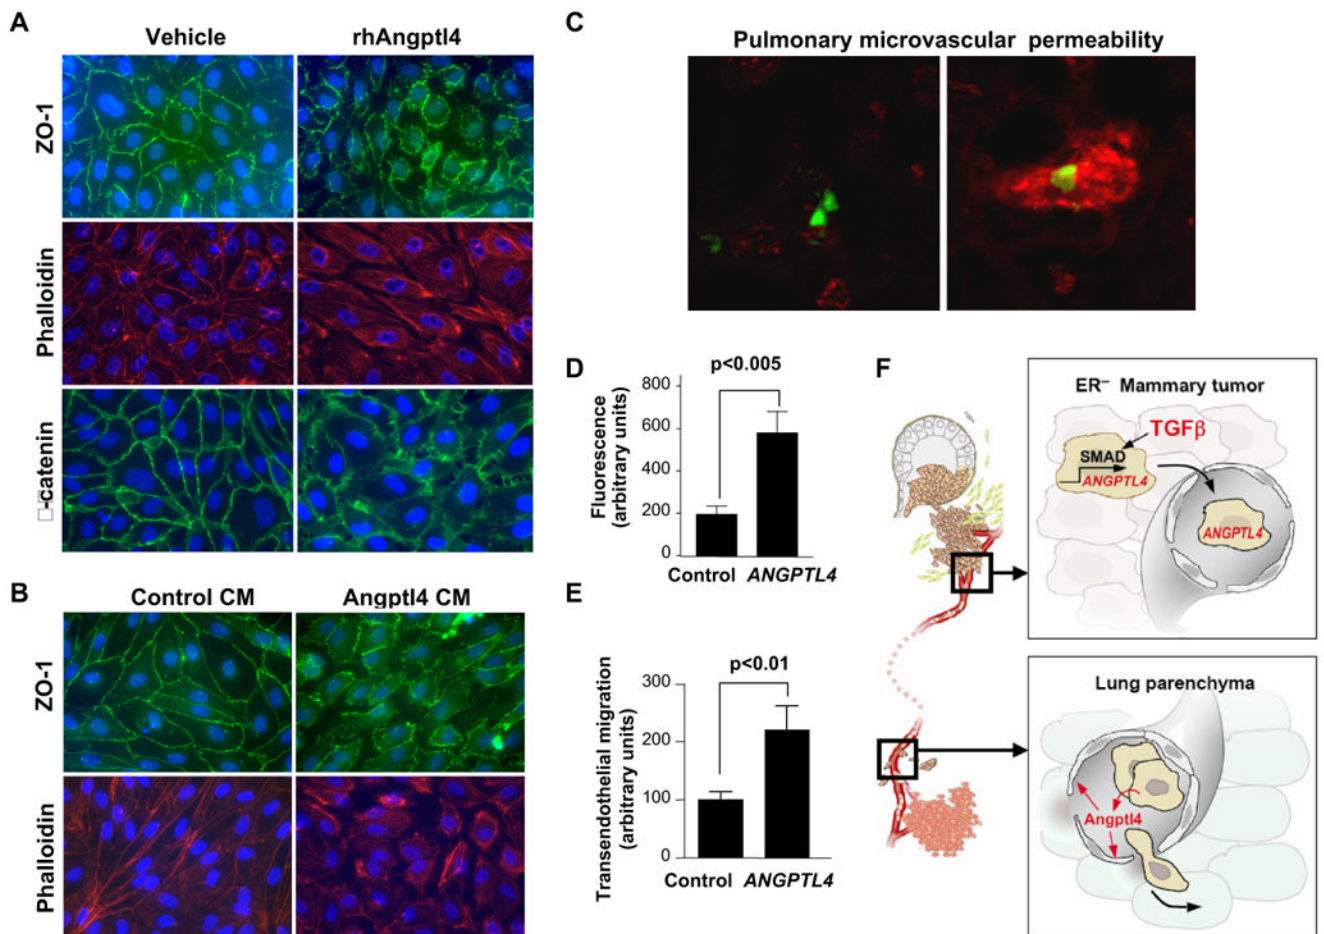 A
Vehicle
rhAngptl4
ZO-1
Phalloidin
□-catenin
B
Control CM
Angptl4 CM
ZO-1
Phalloidin
C
Pulmonary microvascular permeability
D
p<0.005
Fluorescence
(arbitrary units)
800
600
400
200
0
Control
ANGPTL4
E
p<0.01
Transendothelial migration
(arbitrary units)
300
200
200
100
0
Control
ANGPTL4
F
ER– Mammary tumor
TGFβ
SMAD
ANGPTL4
ANGPTL4
Lung parenchyma
Angptl4